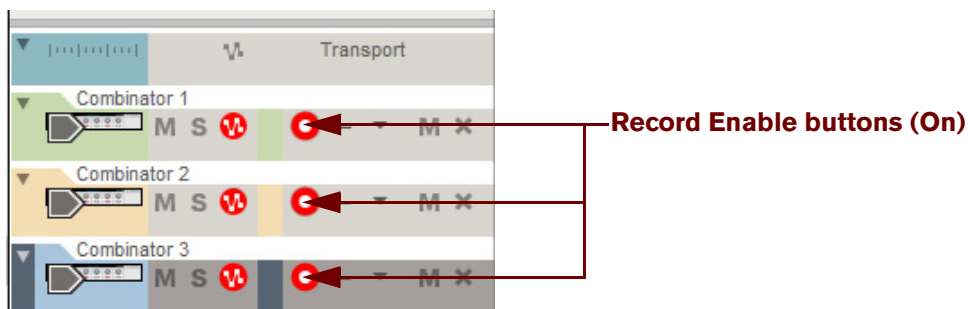 Transport
Combinator 1
M S M
Record Enable buttons (On)
Combinator 2
M S M
Combinator 3
M S M